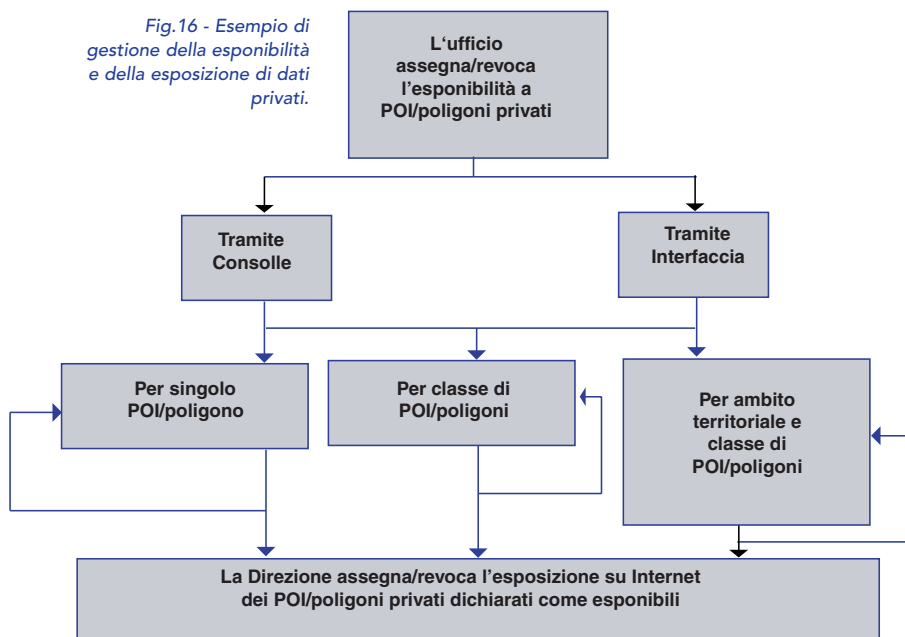 Fig.16 - Esempio di
gestione della esponibilità
e della esposizione di dati
privati.
L‘ufficio
assegna/revoca
l’esponibilità a
POI/poligoni privati
Tramite
Consolle
Tramite
Interfaccia
Per singolo
POI/poligono
Per classe di
POI/poligoni
Per ambito
territoriale e
classe di
POI/poligoni
La Direzione assegna/revoca l’esposizione su Internet
dei POI/poligoni privati dichiarati come esponibili